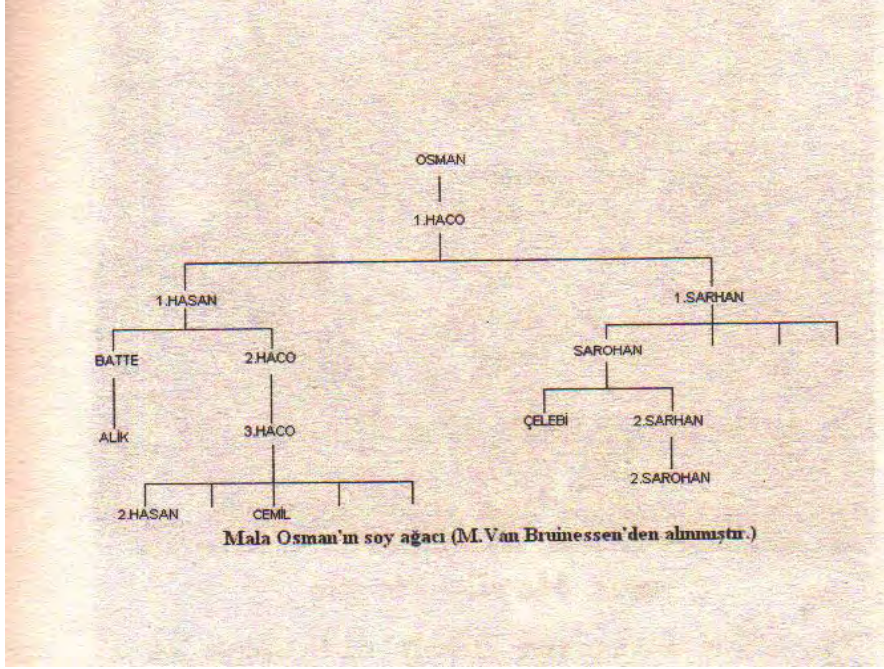 OSMAN
1.HACO
1.HASAN 1.SARHAN
BATTE 2.HACO SAROHAN
ALİK 3.HACO ÇELEBİ 2.SARHAN
2.SAROHAN
2.HASAN CEMİL
Mala Osman'ın soy ağacı (M.Van Bruinessen'den alınmıştır.)